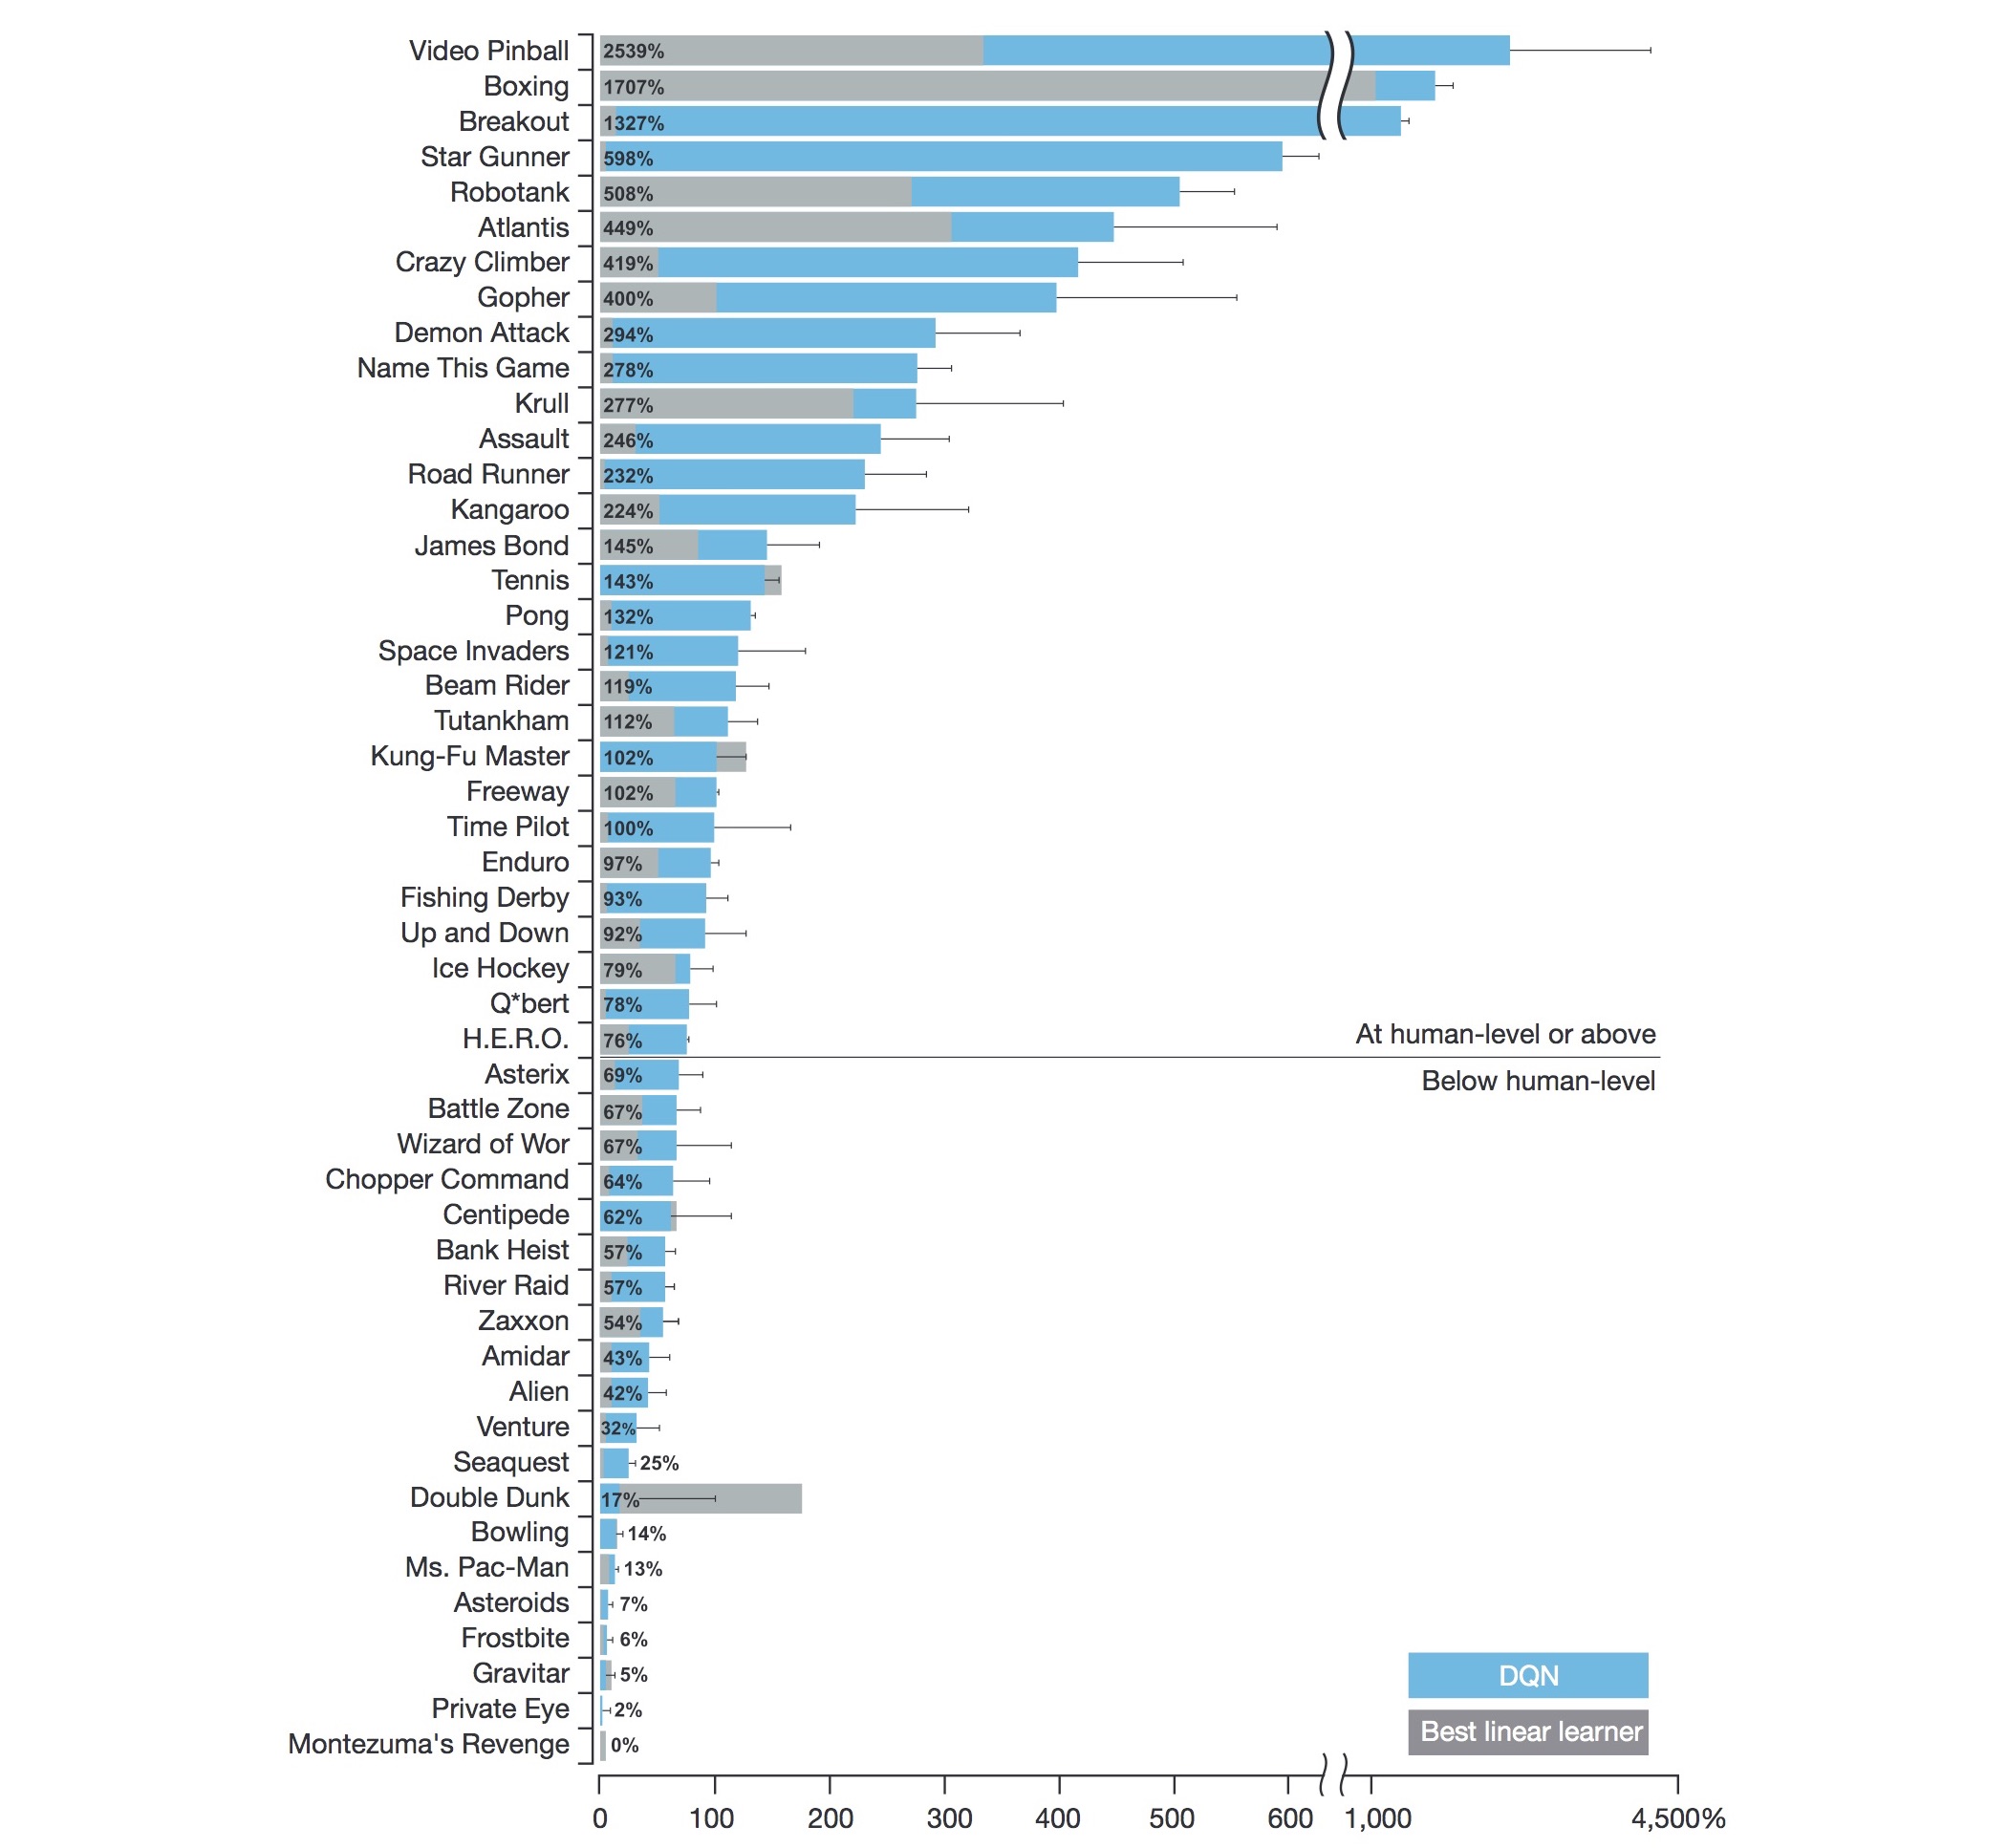 Video Pinball 2539%
Boxing 1707%
Breakout 1327%
Star Gunner 598%
Robotank 508%
Atlantis 449%
Crazy Climber 419%
Gopher 400%
Demon Attack 294%
Name This Game 278%
Krull 277%
Assault 246%
Road Runner 232%
Kangaroo 224%
James Bond 145%
Tennis 143%
Pong 132%
Space Invaders 121%
Beam Rider 119%
Tutankham 112%
Kung-Fu Master 102%
Freeway 102%
Time Pilot 100%
Enduro 97%
Fishing Derby 93%
Up and Down 92%
Ice Hockey 79%
Q*bert 78%
H.E.R.O. 76%
At human-level or above
Below human-level
Asterix 69%
Battle Zone 67%
Wizard of Wor 67%
Chopper Command 64%
Centipede 62%
Bank Heist 57%
River Raid 57%
Zaxxon 54%
Amidar 43%
Alien 42%
Venture 32%
Seaquest 25%
Double Dunk 17%
Bowling 14%
Ms. Pac-Man 13%
Asteroids 7%
Frostbite 6%
Gravitar 5%
Private Eye 2%
Montezuma's Revenge 0%
DQN
Best linear learner
0 100 200 300 400 500 600 1,000 4,500%